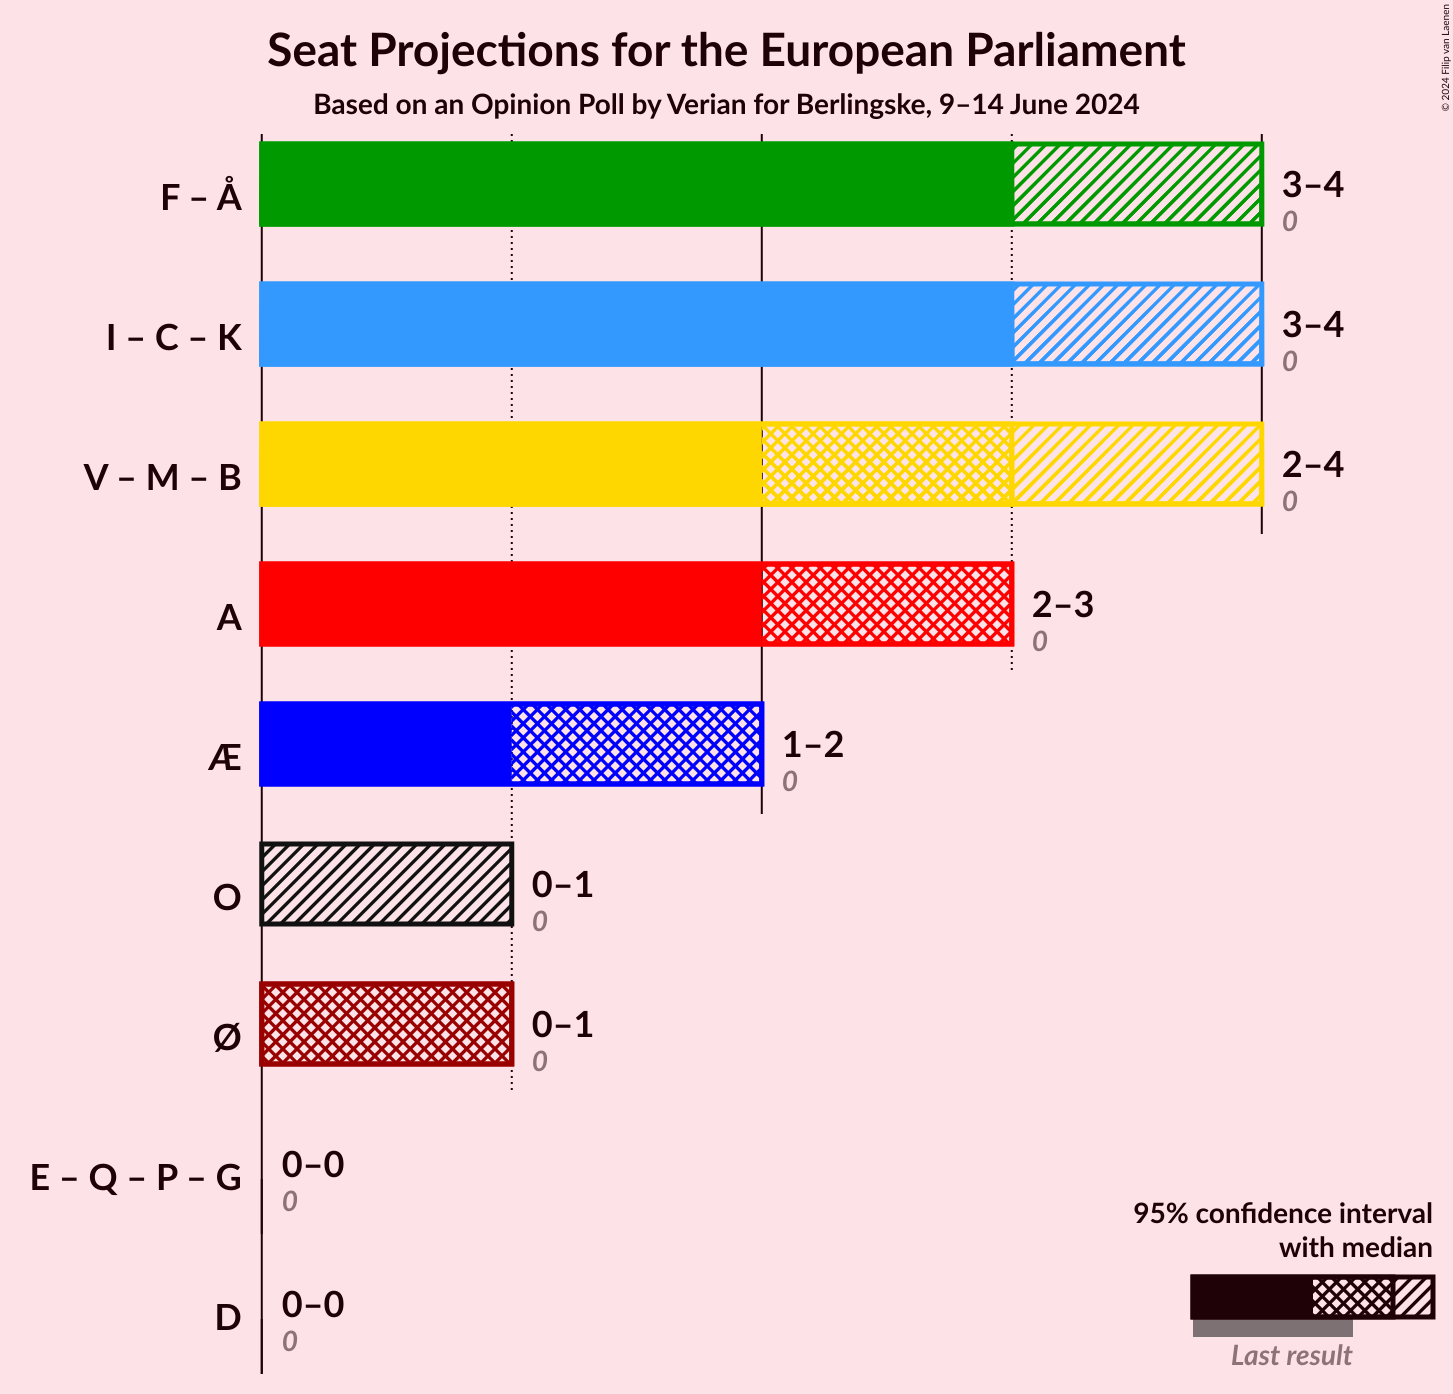 Seat Projections for the European Parliament
Based on an Opinion Poll by Verian for Berlingske, 9–14 June 2024
© 2024 Filip van Laenen
F – Å
3–4
0
I – C – K
3–4
0
V – M – B
2–4
0
A
2–3
0
Æ
1–2
0
O
0–1
0
Ø
0–1
0
E – Q – P – G
0–0
0
D
0–0
0
95% confidence interval
with median
Last result